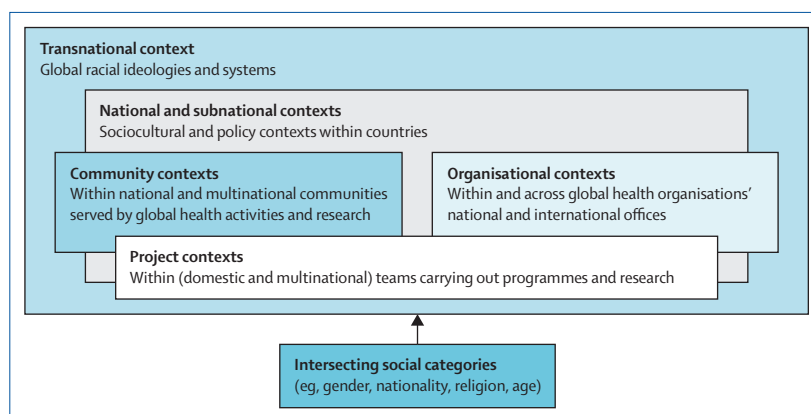 Transnational context
Global racial ideologies and systems
National and subnational contexts
Sociocultural and policy contexts within countries
Community contexts
Within national and multinational communities
served by global health activities and research
Organisational contexts
Within and across global health organisations’
national and international offices
Project contexts
Within (domestic and multinational) teams carrying out programmes and research
Intersecting social categories
(eg, gender, nationality, religion, age)